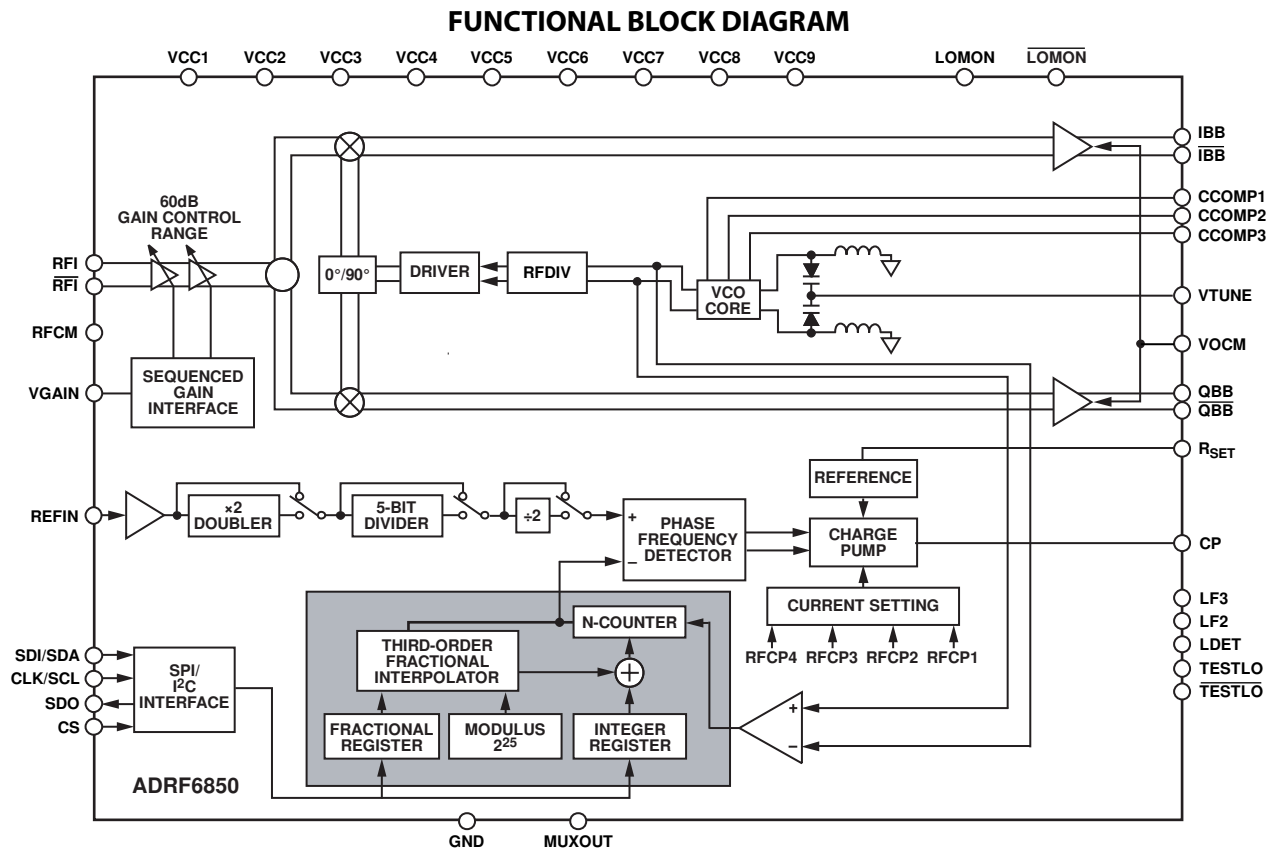 FUNCTIONAL BLOCK DIAGRAM
VCC1
VCC2
VCC3
VCC4
VCC5
VCC6
VCC7
VCC8
VCC9
LOMON
LOMON
IBB
IBB
CCOMP1
CCOMP2
CCOMP3
60dB
GAIN CONTROL
RANGE
RFI
RFI
RFCM
VGAIN
SEQUENCED
GAIN
INTERFACE
0°/90°
DRIVER
RFDIV
VCO
CORE
VTUNE
VOCM
QBB
QBB
RSET
REFERENCE
REFIN
×2
DOUBLER
5-BIT
DIVIDER
÷2
+
–
PHASE
FREQUENCY
DETECTOR
CHARGE
PUMP
CP
CURRENT SETTING
RFCP4
RFCP3
RFCP2
RFCP1
LF3
LF2
LDET
TESTLO
TESTLO
N-COUNTER
THIRD-ORDER
FRACTIONAL
INTERPOLATOR
+
SDI/SDA
CLK/SCL
SDO
CS
SPI/
I2C
INTERFACE
FRACTIONAL
REGISTER
MODULUS
2²⁵
INTEGER
REGISTER
+
–
ADRF6850
GND
MUXOUT